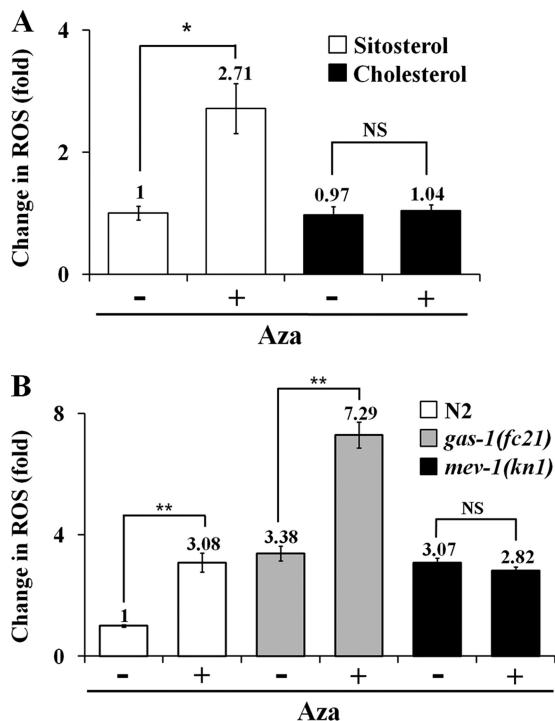 A
Change in ROS (fold)
4
2
0
*
2.71
1
NS
0.97
1.04
Sitosterol
Cholesterol
- + - +
Aza
B
Change in ROS (fold)
8
4
0
**
1
3.08
**
3.38
7.29
NS
3.07
2.82
N2
gas-1(fc21)
mev-1(kn1)
- + - + - +
Aza